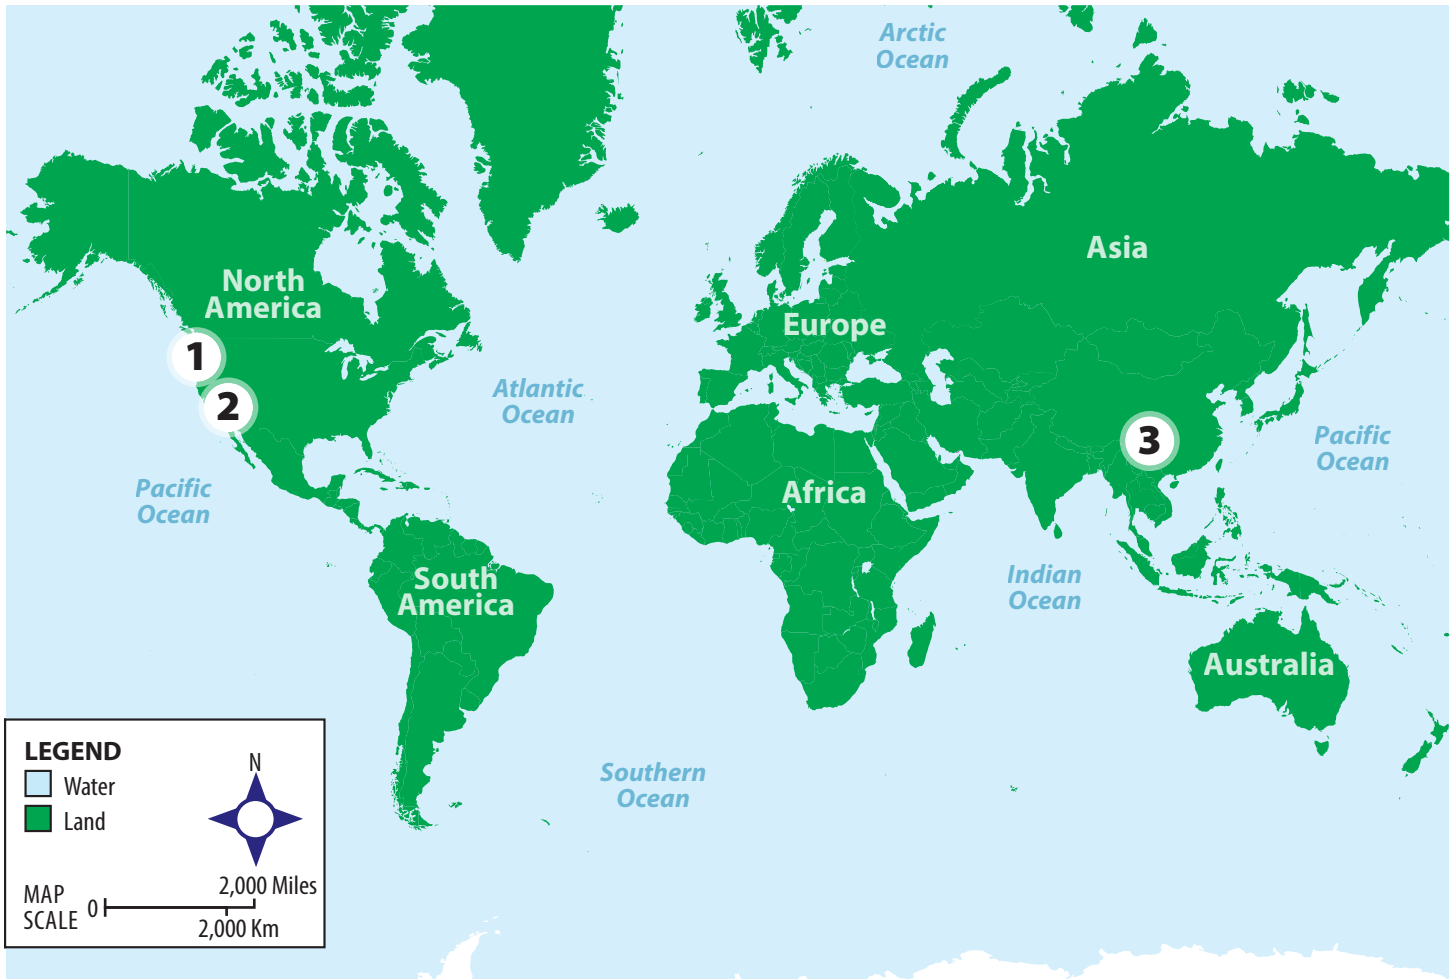 Arctic
Ocean
Asia
North
America
Europe
1
2
Atlantic
Ocean
3
Pacific
Ocean
Pacific
Ocean
Africa
Indian
Ocean
South
America
Australia
Southern
Ocean
LEGEND
Water
Land
N
MAP
SCALE
0
2,000 Miles
2,000 Km